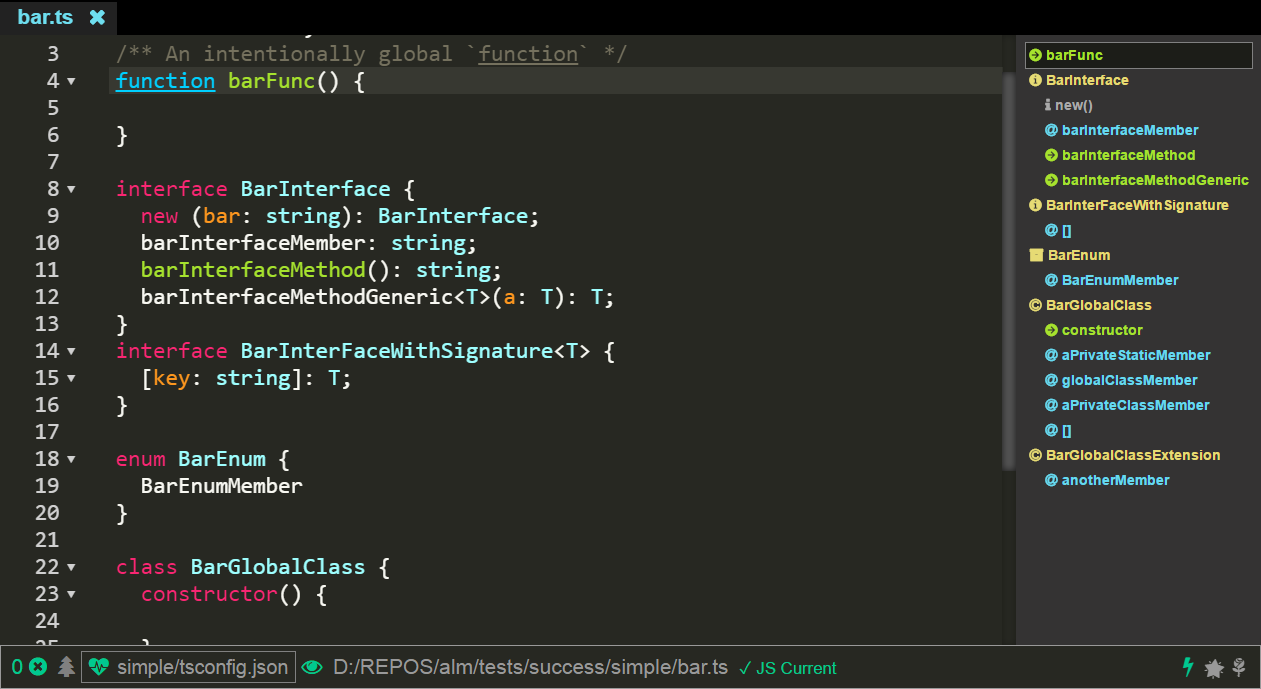 bar.ts
3 /** An intentionally global `function` */
4 function barFunc() {
5
6 }
7
8 interface BarInterface {
9 new (bar: string): BarInterface;
10 barInterfaceMember: string;
11 barInterfaceMethod(): string;
12 barInterfaceMethodGeneric<T>(a: T): T;
13 }
14 interface BarInterFaceWithSignature<T> {
15 [key: string]: T;
16 }
17
18 enum BarEnum {
19 BarEnumMember
20 }
21
22 class BarGlobalClass {
23 constructor() {
24
barFunc
BarInterface
new()
barInterfaceMember
barInterfaceMethod
barInterfaceMethodGeneric
BarInterFaceWithSignature
[]
BarEnum
BarEnumMember
BarGlobalClass
constructor
aPrivateStaticMember
globalClassMember
aPrivateClassMember
[]
BarGlobalClassExtension
anotherMember
0 simple/tsconfig.json D:/REPOS/alm/tests/success/simple/bar.ts ✓ JS Current